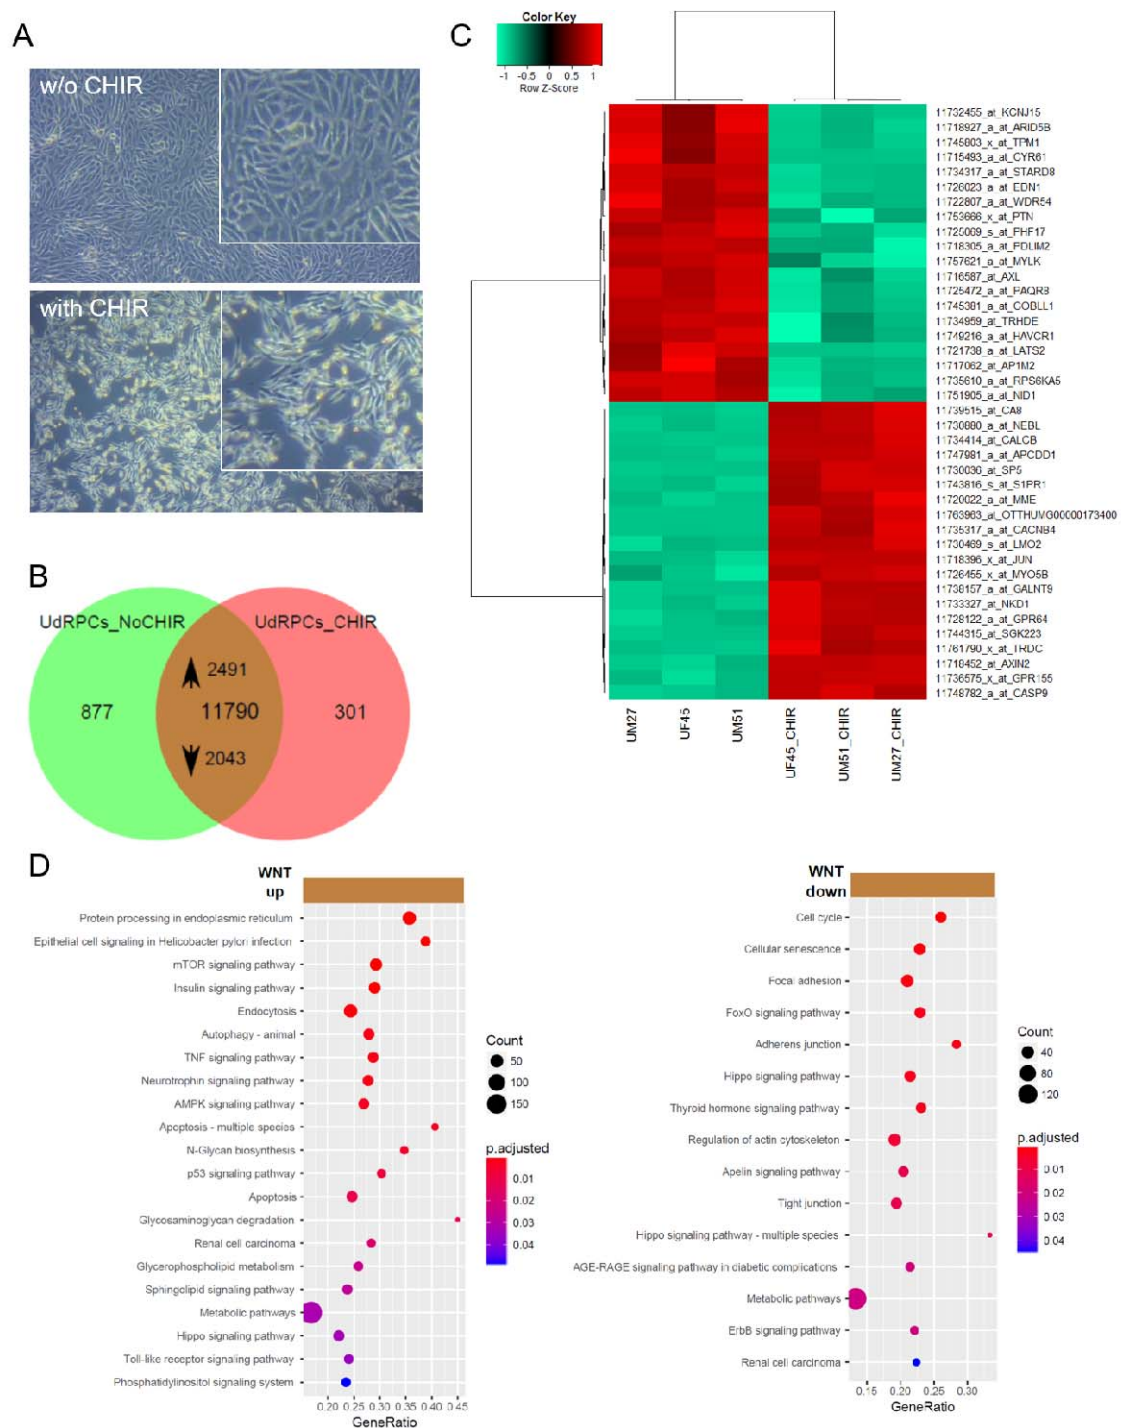 A
w/o CHIR
with CHIR
B
UdRPCs_NoCHIR
UdRPCs_CHIR
2491
877
11790
301
2043
C
Color Key
-1 -0.5 0 0.5 1
Row Z-Score
11732455_at_KCNJ15
11718927_a_at_ARID5B
11745803_x_at_TPM1
11715493_a_at_CYR61
11734317_a_at_STARD8
11726023_a_at_EDN1
11722807_a_at_WDR54
11753666_x_at_PTN
11725069_s_at_PHF17
11718305_a_at_PDLIM2
11757621_a_at_MYLK
11716587_at_AXL
11725472_a_at_PAQR8
11745381_a_at_COBLL1
11734959_at_TRHDE
11749216_a_at_HAVCR1
11721738_a_at_LATS2
11717062_at_AP1M2
11735610_a_at_RPS6KA5
11751905_a_at_NID1
11739515_at_CA8
11730880_a_at_NEBL
11734414_at_CALCB
11747981_a_at_APCDD1
11730036_at_SP5
11743816_s_at_S1PR1
11720022_a_at_MME
11763963_at_OTTHUMG00000173400
11735317_a_at_CACNB4
11730469_s_at_LMO2
11718396_x_at_JUN
11726455_x_at_MYO5B
11738157_a_at_GALNT9
11733327_at_NKD1
11728122_a_at_GPR64
11744315_at_SGK223
11761790_x_at_TRDC
11718452_at_AXIN2
11736575_x_at_GPR155
11748782_a_at_CASP9
UM27
UF45
UM51
UF45_CHIR
UM51_CHIR
UM27_CHIR
D
WNT
up
Protein processing in endoplasmic reticulum
Epithelial cell signaling in Helicobacter pylori infection
mTOR signaling pathway
Insulin signaling pathway
Endocytosis
Autophagy - animal
TNF signaling pathway
Neurotrophin signaling pathway
AMPK signaling pathway
Apoptosis - multiple species
N-Glycan biosynthesis
p53 signaling pathway
Apoptosis
Glycosaminoglycan degradation
Renal cell carcinoma
Glycerophospholipid metabolism
Sphingolipid signaling pathway
Metabolic pathways
Hippo signaling pathway
Toll-like receptor signaling pathway
Phosphatidylinositol signaling system
0.20 0.25 0.30 0.35 0.40 0.45
GeneRatio
Count
50
100
150
p.adjusted
0.01
0.02
0.03
0.04
WNT
down
Cell cycle
Cellular senescence
Focal adhesion
FoxO signaling pathway
Adherens junction
Hippo signaling pathway
Thyroid hormone signaling pathway
Regulation of actin cytoskeleton
Apelin signaling pathway
Tight junction
Hippo signaling pathway - multiple species
AGE-RAGE signaling pathway in diabetic complications
Metabolic pathways
ErbB signaling pathway
Renal cell carcinoma
0.15 0.20 0.25 0.30
GeneRatio
Count
40
80
120
p.adjusted
0.01
0.02
0.03
0.04